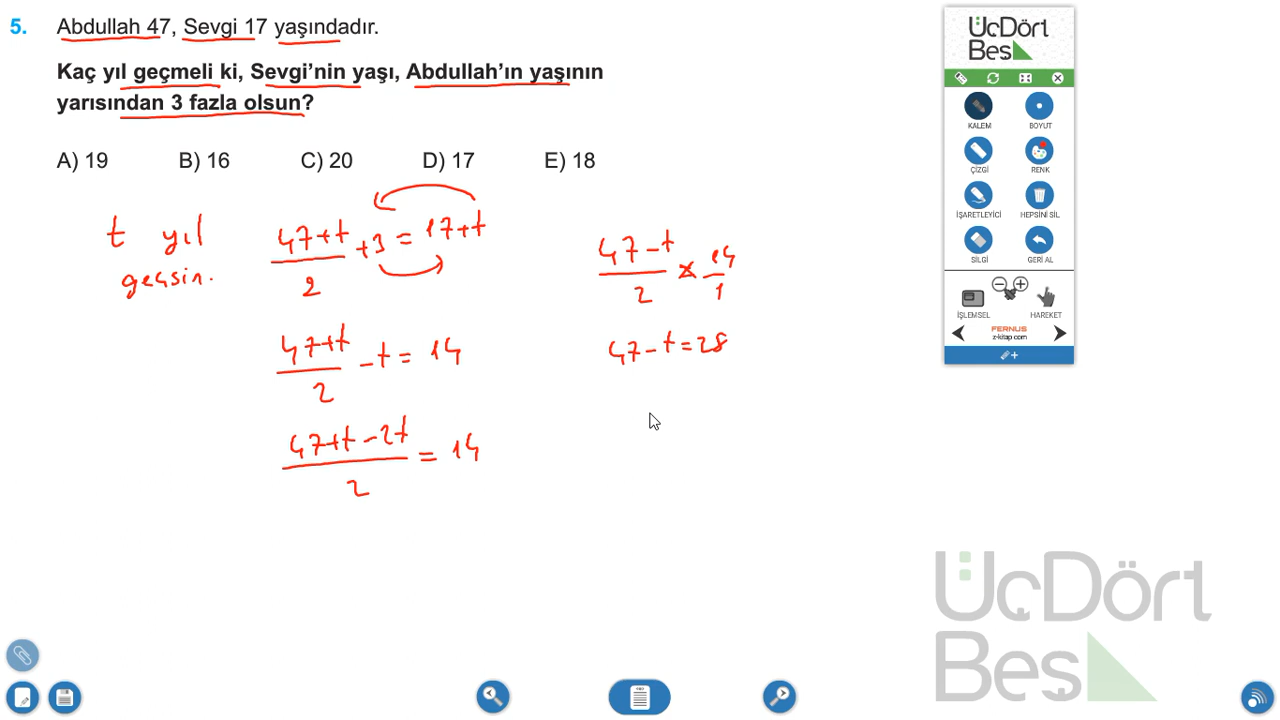 5. Abdullah 47, Sevgi 17 yaşındadır.
Kaç yıl geçmeli ki, Sevgi’nin yaşı, Abdullah’ın yaşının
yarısından 3 fazla olsun?
A) 19 B) 16 C) 20 D) 17 E) 18
t yıl
geçsin.
47+t/2 +3 = 17+t
47+t/2 -t = 14
47+t-2t/2 = 14
47-t/2 = 14/1
47-t=28
ÜçDört
Beş
KALEM BOYUT
ÇİZGİ RENK
İŞARETLEYİCİ HEPSİNİ SİL
SİLGİ GERİ AL
İŞLEMSEL HAREKET
FERNUS
z-kitap.com
ÜçDört
Beş